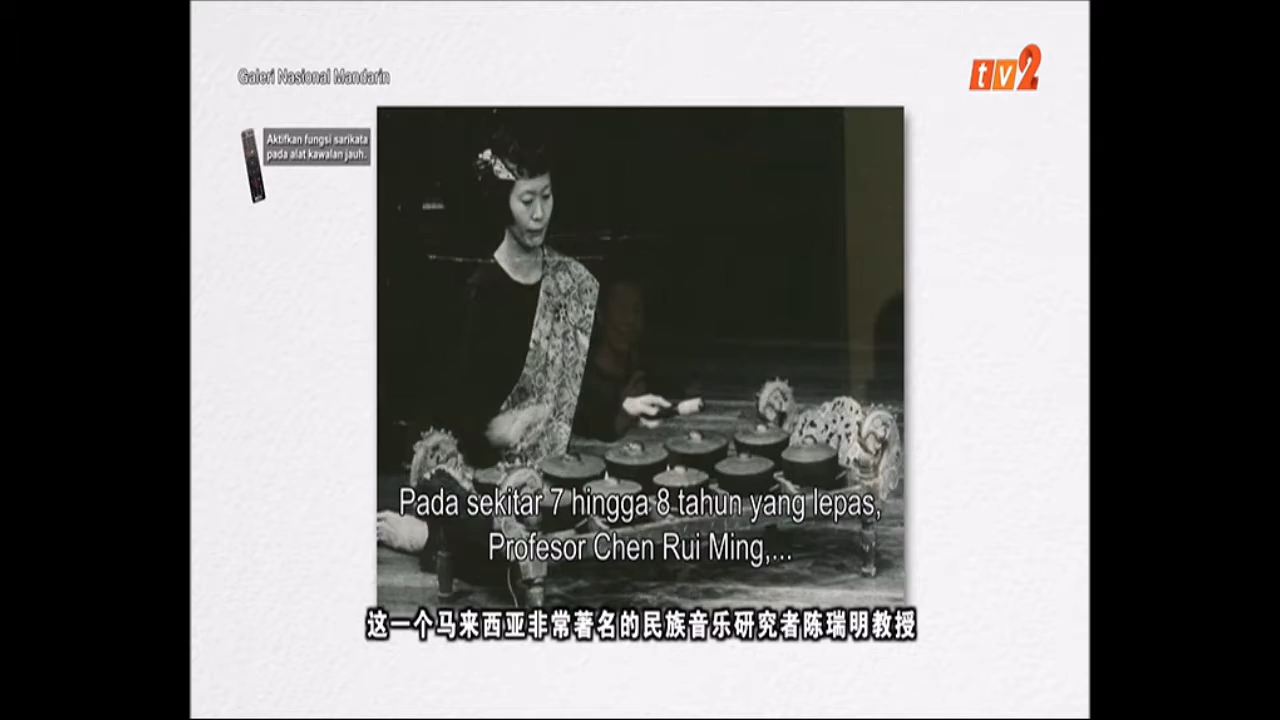 Galeri Nasional Mandarin
tv2
Aktifkan fungsi sarikata
pada alat kawalan jauh.
Pada sekitar 7 hingga 8 tahun yang lepas,
Profesor Chen Rui Ming,...
这一个马来西亚非常著名的民族音乐研究者陈瑞明教授